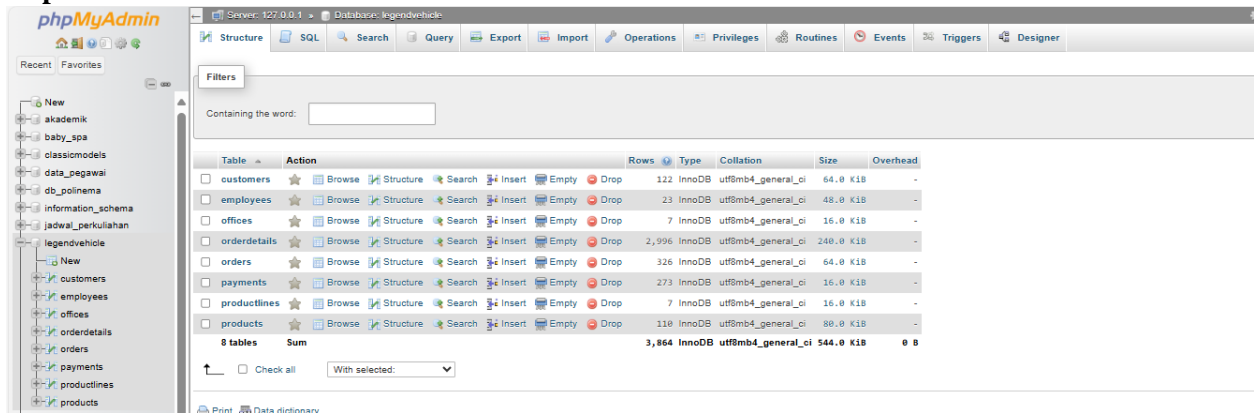 phpMyAdmin
Recent Favorites
New
akademik
baby_spa
classicmodels
data_pegawai
db_polinema
information_schema
jadwal_perkuliahan
legendvehicle
New
customers
employees
offices
orderdetails
orders
payments
productlines
products
Server: 127.0.0.1 » Database: legendvehicle
Structure SQL Search Query Export Import Operations Privileges Routines Events Triggers Designer
Filters
Containing the word:
Table Action Rows Type Collation Size Overhead
customers Browse Structure Search Insert Empty Drop 122 InnoDB utf8mb4_general_ci 64.0 KiB -
employees Browse Structure Search Insert Empty Drop 23 InnoDB utf8mb4_general_ci 48.0 KiB -
offices Browse Structure Search Insert Empty Drop 7 InnoDB utf8mb4_general_ci 16.0 KiB -
orderdetails Browse Structure Search Insert Empty Drop 2,996 InnoDB utf8mb4_general_ci 240.0 KiB -
orders Browse Structure Search Insert Empty Drop 326 InnoDB utf8mb4_general_ci 64.0 KiB -
payments Browse Structure Search Insert Empty Drop 273 InnoDB utf8mb4_general_ci 16.0 KiB -
productlines Browse Structure Search Insert Empty Drop 7 InnoDB utf8mb4_general_ci 16.0 KiB -
products Browse Structure Search Insert Empty Drop 110 InnoDB utf8mb4_general_ci 80.0 KiB -
8 tables Sum 3,864 InnoDB utf8mb4_general_ci 544.0 KiB 0 B
Check all With selected:
Print Data dictionary